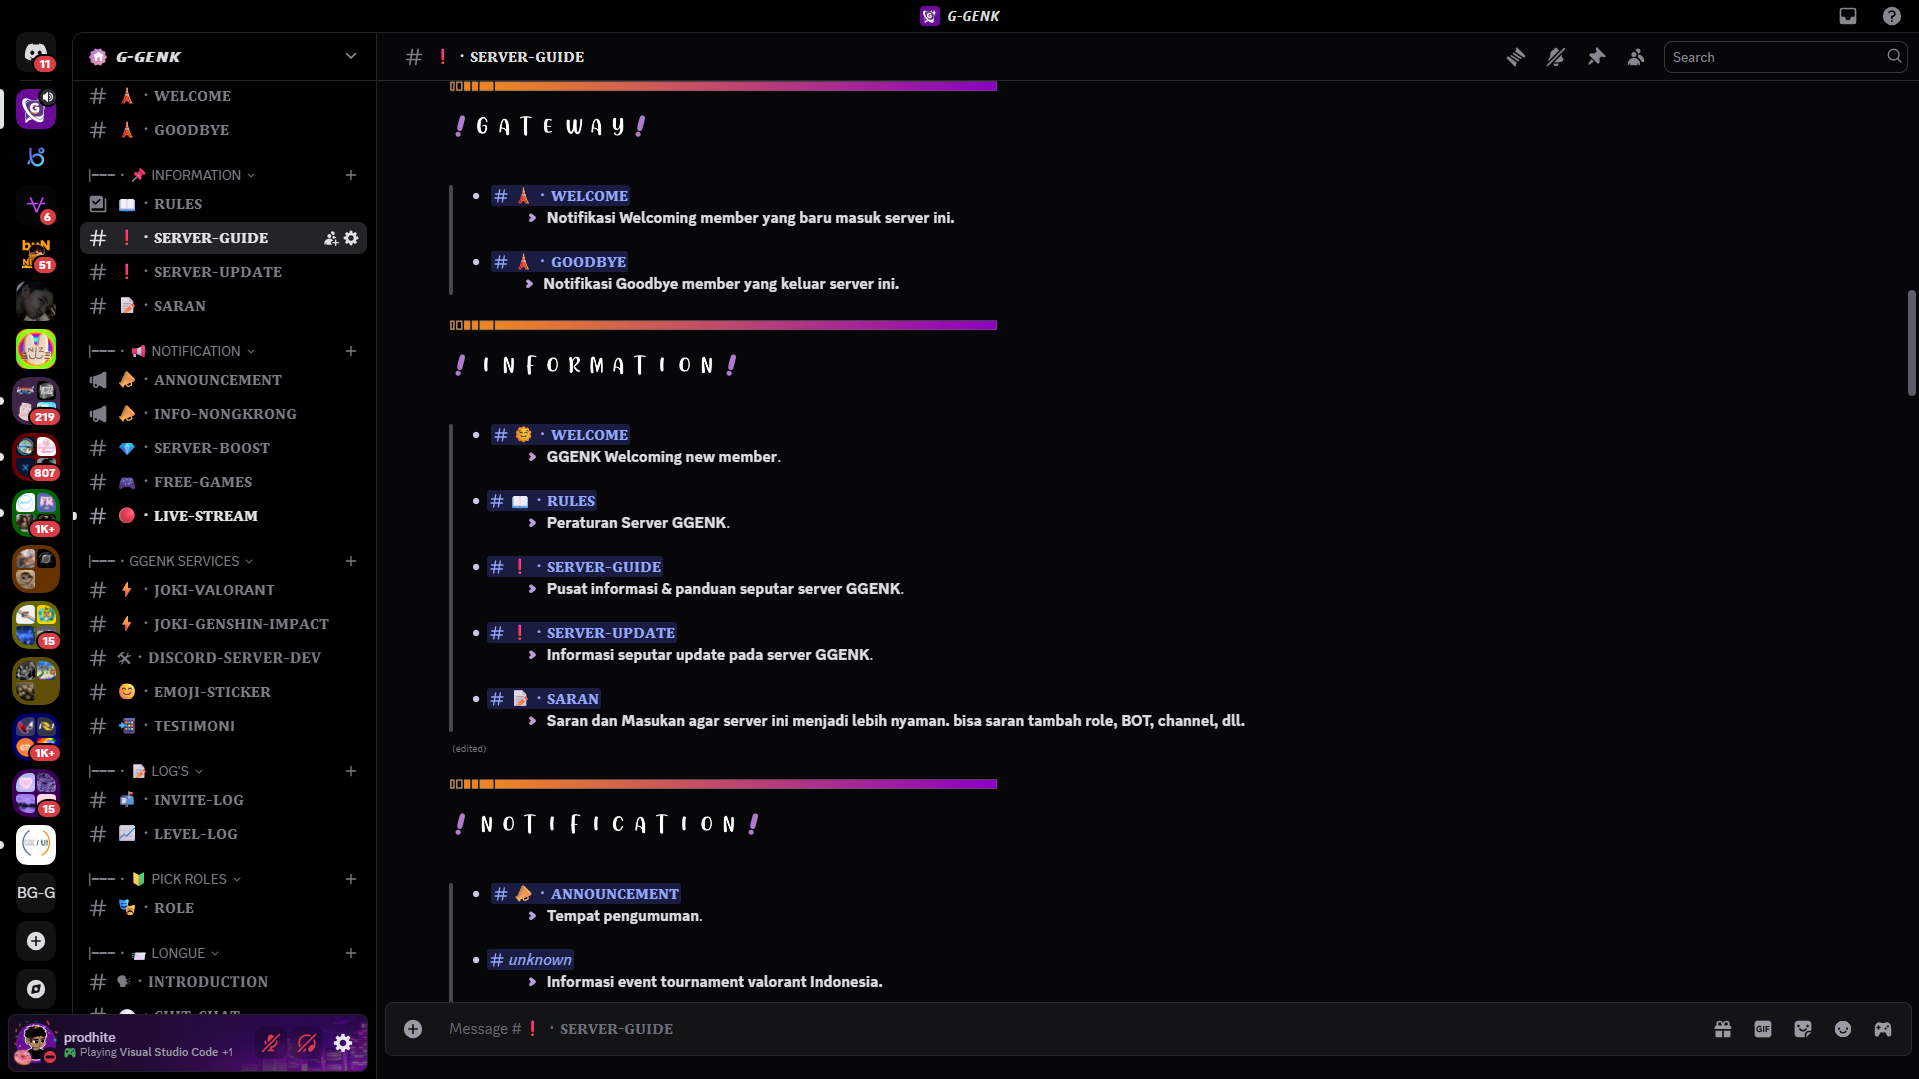 G-GENK
11
6
51
219
807
1K+
15
1K+
15
UX / UI
BG-G
G-GENK
WELCOME
GOODBYE
|—— · INFORMATION
RULES
· SERVER-GUIDE
· SERVER-UPDATE
· SARAN
|—— · NOTIFICATION
· ANNOUNCEMENT
· INFO-NONGKRONG
· SERVER-BOOST
· FREE-GAMES
· LIVE-STREAM
|—— · GGENK SERVICES
· JOKI-VALORANT
· JOKI-GENSHIN-IMPACT
· DISCORD-SERVER-DEV
· EMOJI-STICKER
· TESTIMONI
|—— · LOG'S
· INVITE-LOG
· LEVEL-LOG
|—— · PICK ROLES
· ROLE
|—— · LONGUE
· INTRODUCTION
prodhite
Playing Visual Studio Code +1
# ❗ · SERVER-GUIDE
Search
! GATEWAY !
• # 🗼 · WELCOME
Notifikasi Welcoming member yang baru masuk server ini.
• # 🗼 · GOODBYE
Notifikasi Goodbye member yang keluar server ini.
! INFORMATION !
• # 🌞 · WELCOME
GGENK Welcoming new member.
• # 📖 · RULES
Peraturan Server GGENK.
• # ❗ · SERVER-GUIDE
Pusat informasi & panduan seputar server GGENK.
• # ❗ · SERVER-UPDATE
Informasi seputar update pada server GGENK.
• # 📝 · SARAN
Saran dan Masukan agar server ini menjadi lebih nyaman. bisa saran tambah role, BOT, channel, dll.
(edited)
! NOTIFICATION !
• # 📣 · ANNOUNCEMENT
Tempat pengumuman.
• # unknown
Informasi event tournament valorant Indonesia.
Message # ❗ · SERVER-GUIDE
GIF